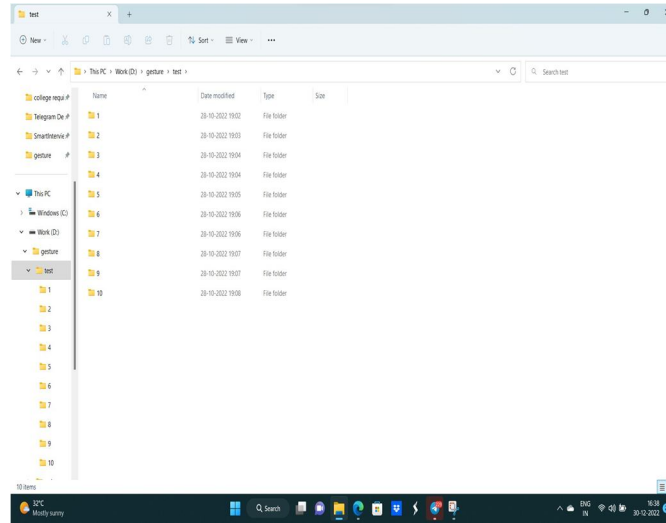 test
New
Sort
View
This PC > Work (D:) > gesture > test >
Search test
college requi
Telegram De
SmartIntervie
gesture
This PC
Windows (C:)
Work (D:)
gesture
test
1
2
3
4
5
6
7
8
9
10
Name Date modified Type Size
1 28-10-2022 19:02 File folder
2 28-10-2022 19:03 File folder
3 28-10-2022 19:04 File folder
4 28-10-2022 19:04 File folder
5 28-10-2022 19:05 File folder
6 28-10-2022 19:06 File folder
7 28-10-2022 19:06 File folder
8 28-10-2022 19:07 File folder
9 28-10-2022 19:07 File folder
10 28-10-2022 19:08 File folder
10 items
32°C
Mostly sunny
Search
ENG
IN
16:38
30-12-2022